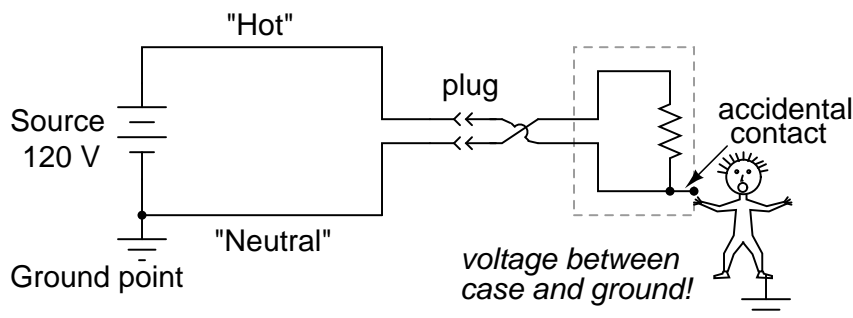 "Hot"
plug
Source
120 V
accidental
contact
"Neutral"
Ground point
voltage between
case and ground!